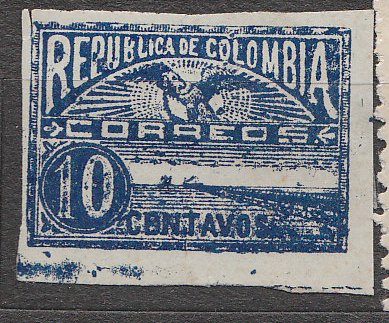 REPUBLICA DE COLOMBIA
CORREOS
10
CENTAVOS